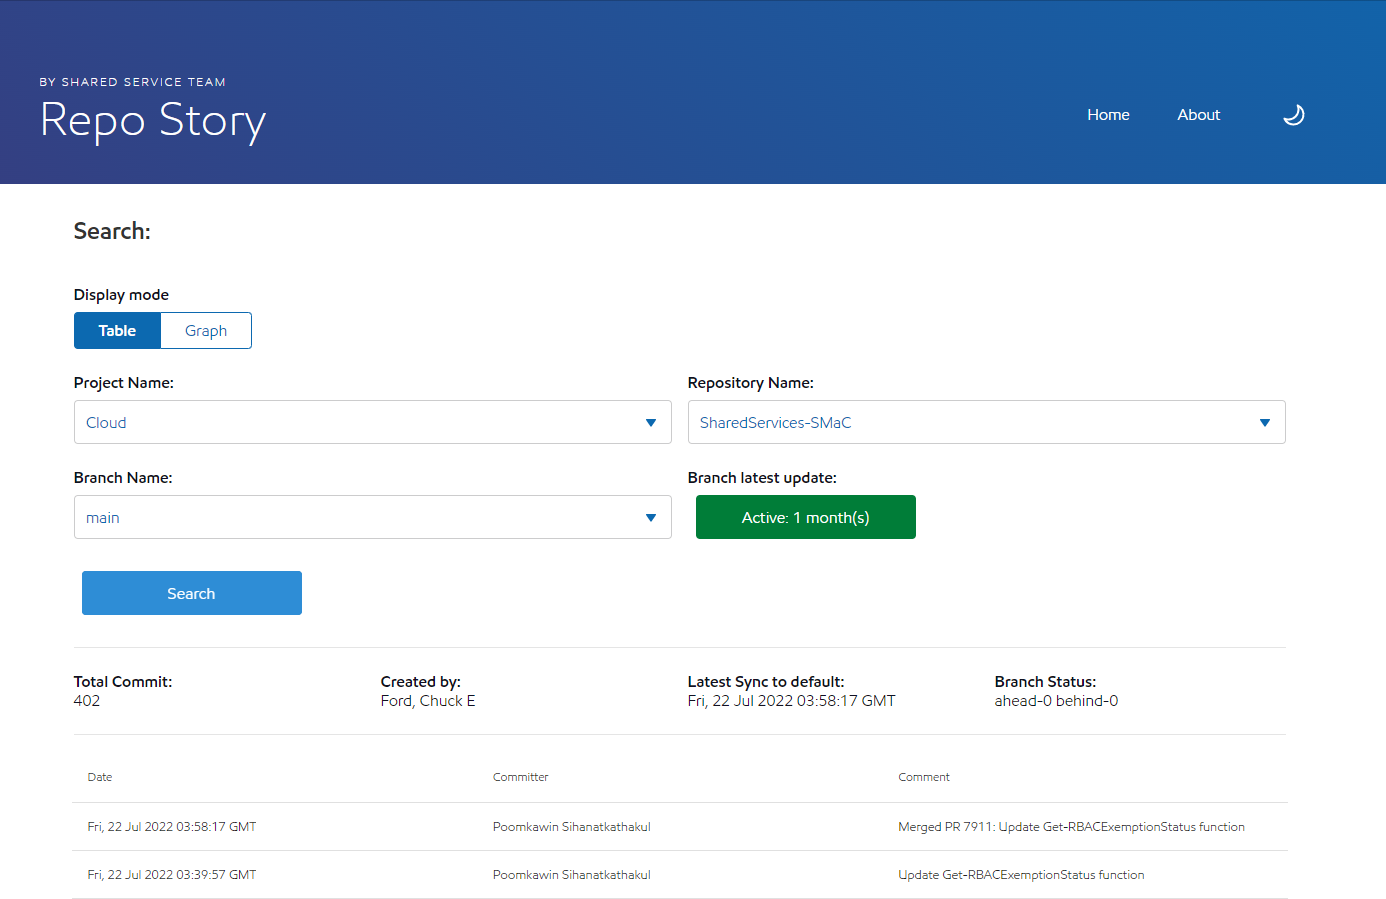 BY SHARED SERVICE TEAM
Repo Story
Home About
Search:
Display mode
Table Graph
Project Name: Repository Name:
Cloud SharedServices-SMaC
Branch Name: Branch latest update:
main Active: 1 month(s)
Search
Total Commit: Created by: Latest Sync to default: Branch Status:
402 Ford, Chuck E Fri, 22 Jul 2022 03:58:17 GMT ahead-0 behind-0
Date Committer Comment
Fri, 22 Jul 2022 03:58:17 GMT Poomkawin Sihanatkathakul Merged PR 7911: Update Get-RBACExemptionStatus function
Fri, 22 Jul 2022 03:39:57 GMT Poomkawin Sihanatkathakul Update Get-RBACExemptionStatus function